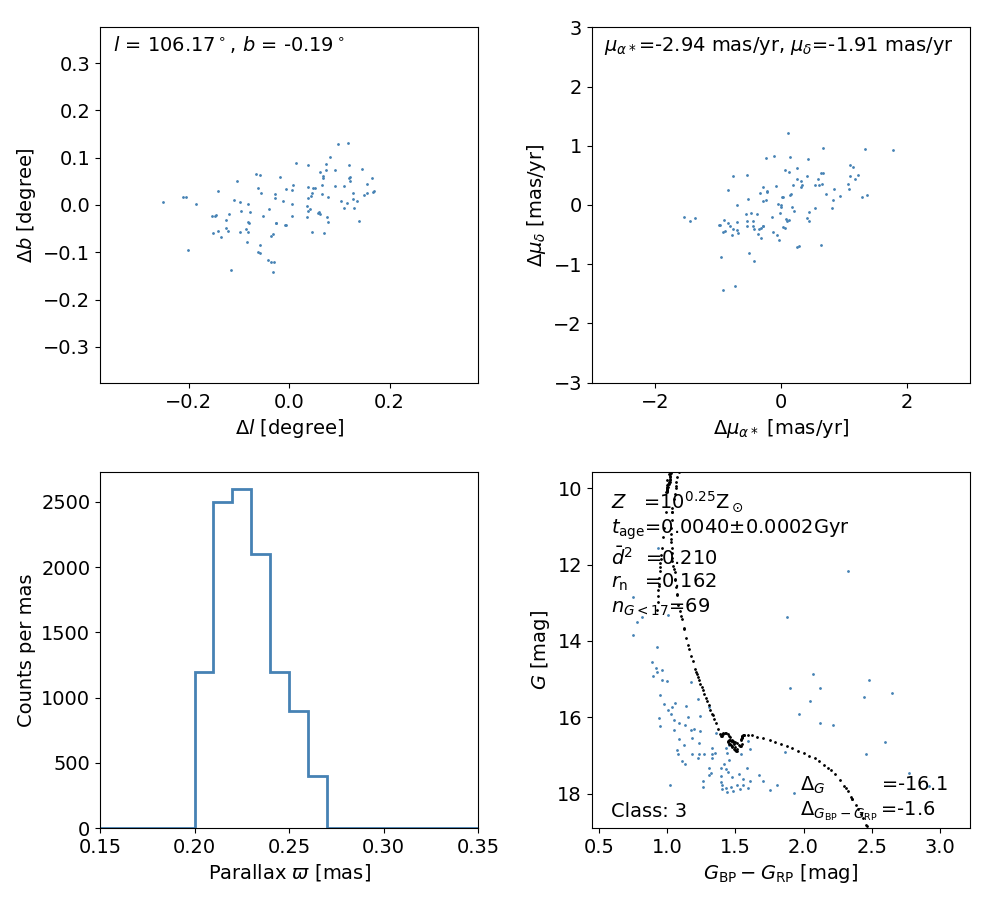 l = 106.17°, b = -0.19°
0.3
0.2
0.1
0.0
−0.1
−0.2
−0.3
−0.2 0.0 0.2
Δl [degree]
Δb [degree]
μα∗=-2.94 mas/yr, μδ=-1.91 mas/yr
3
2
1
0
−1
−2
−3
−2 0 2
Δμα∗ [mas/yr]
Δμδ [mas/yr]
2500
2000
1500
1000
500
0
0.15 0.20 0.25 0.30 0.35
Parallax ϖ [mas]
Counts per mas
Z =10^0.25 Z⊙
t_age=0.0040±0.0002Gyr
d̄² =0.210
r_n =0.162
n_G<17=69
Δ_G =-16.1
Δ_G_BP−G_RP =-1.6
Class: 3
10
12
14
16
18
0.5 1.0 1.5 2.0 2.5 3.0
G_BP − G_RP [mag]
G [mag]